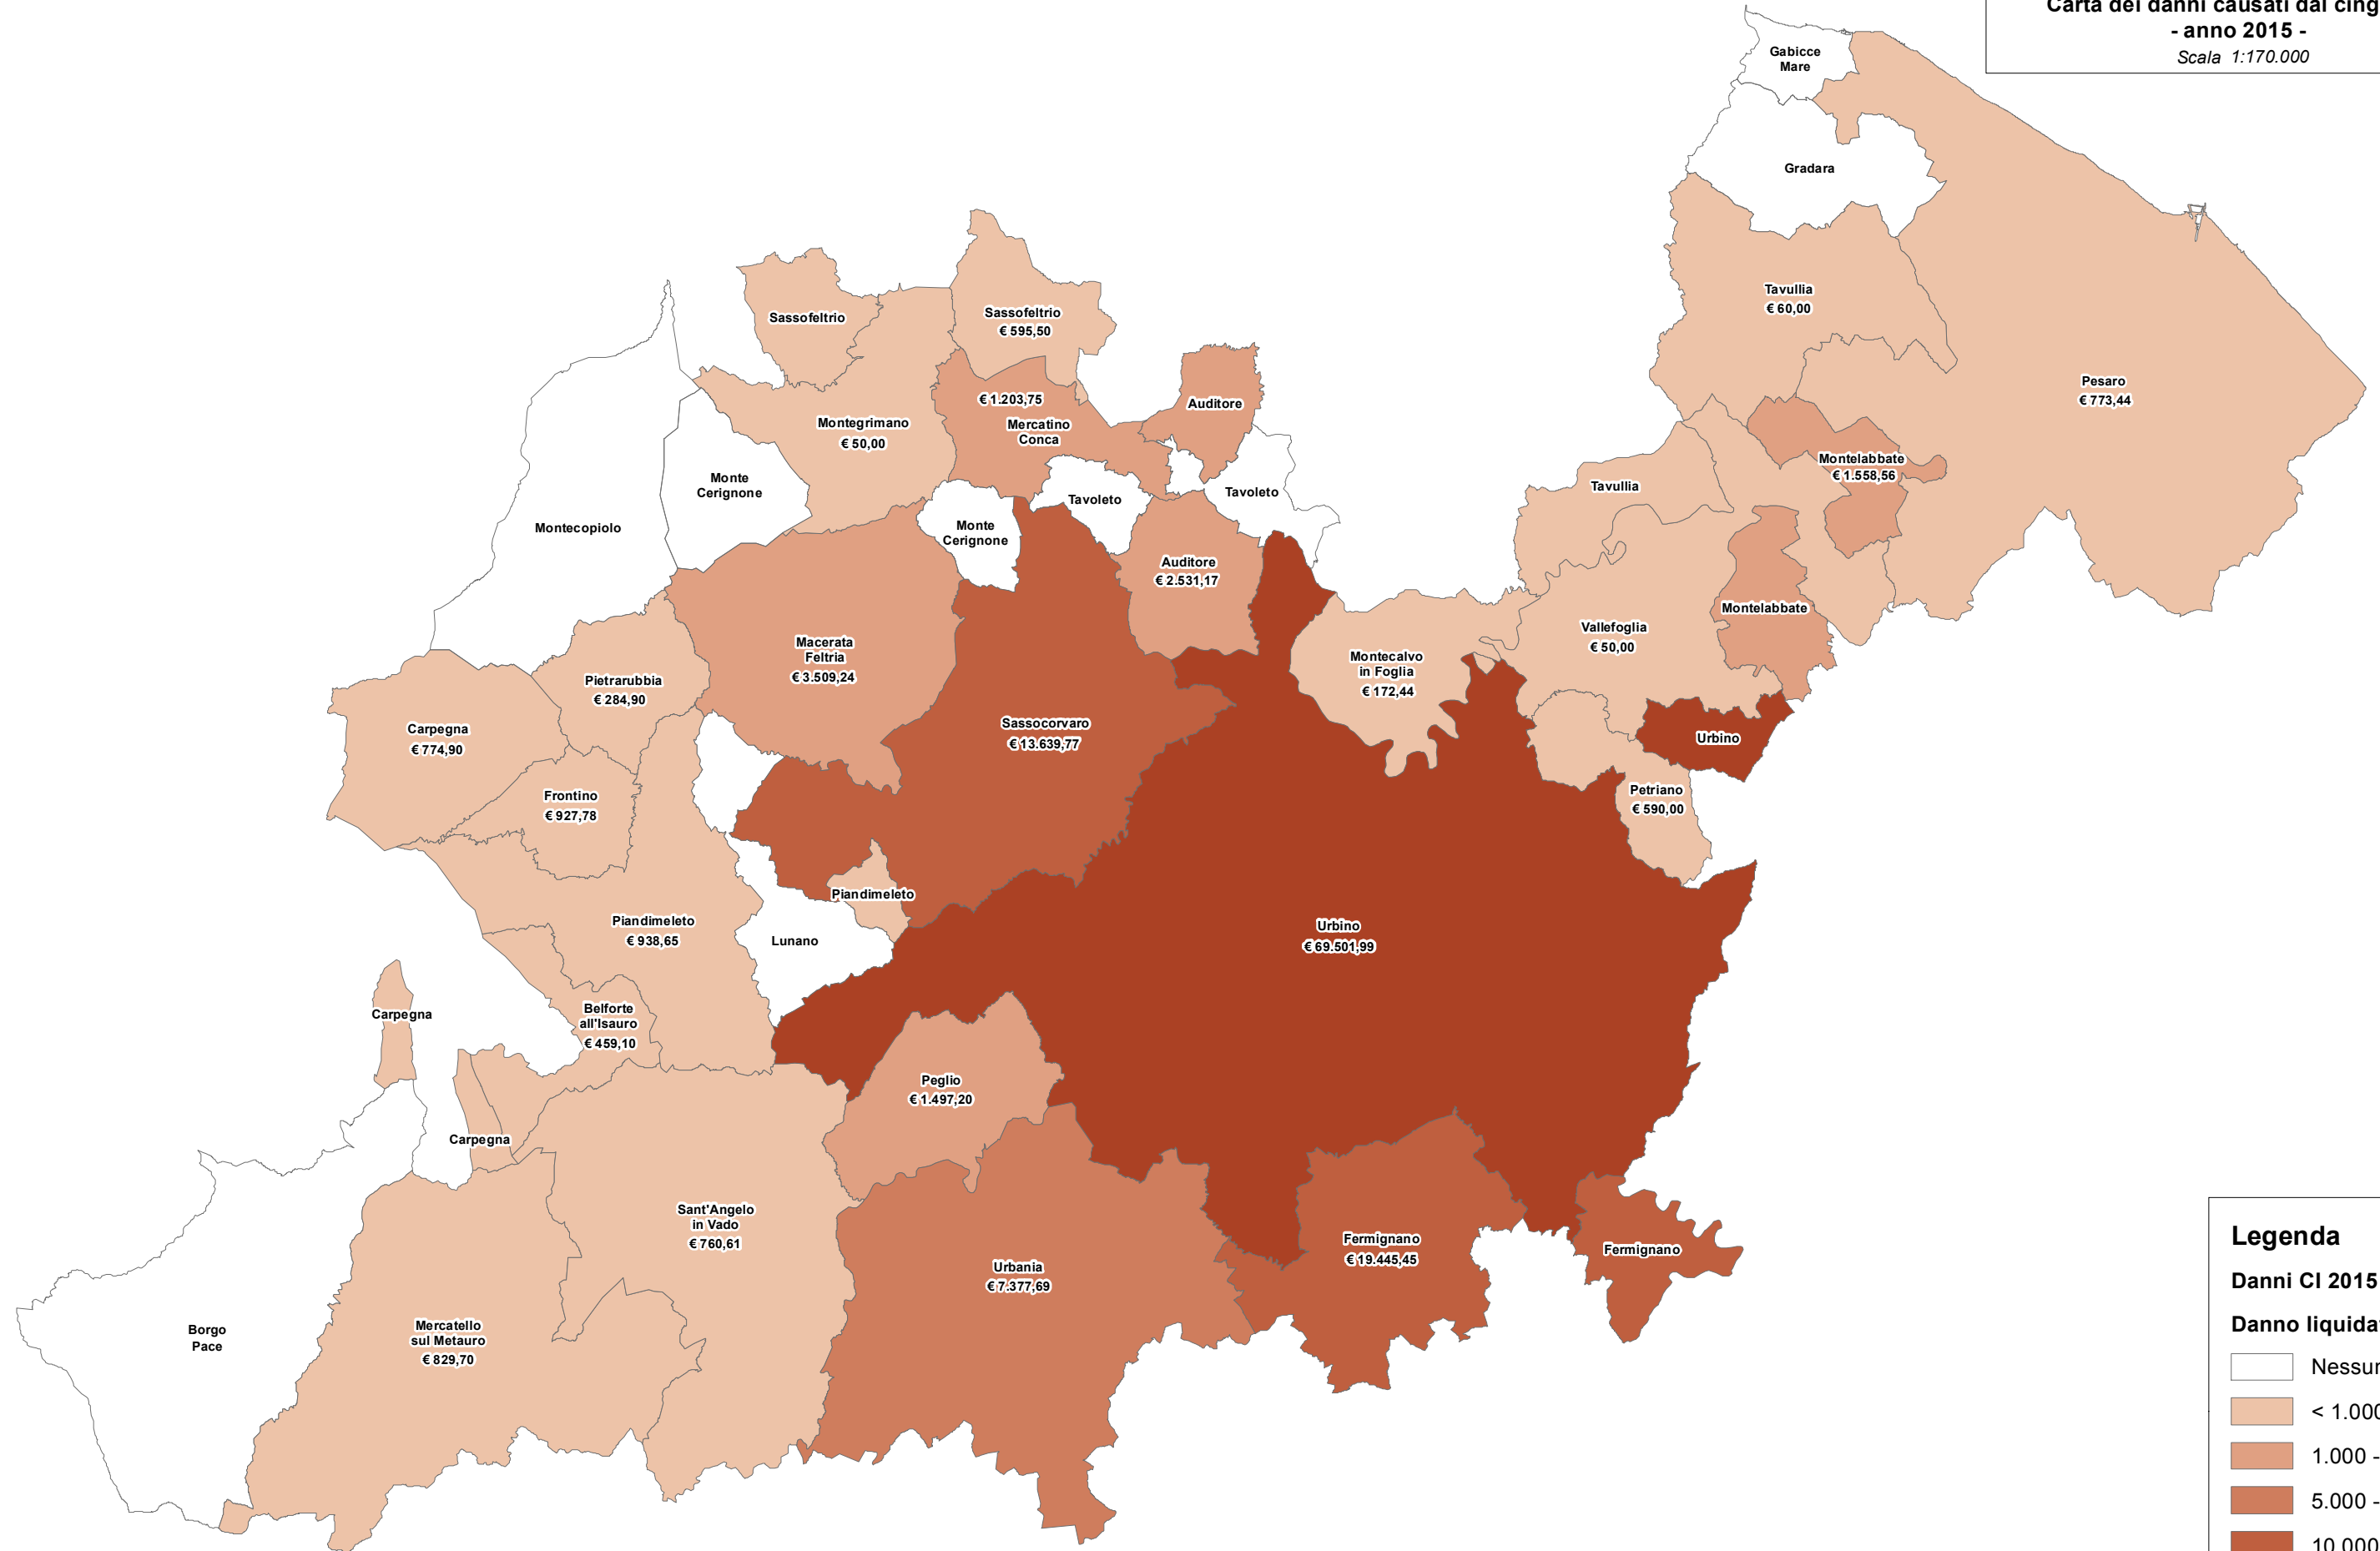 Carta dei danni causati dai
- anno 2015 -
Scala 1:170.000
Gabicce
Mare
Gradara
Tavullia
€ 60,00
Pesaro
€ 773,44
Sassofeltrio
Sassofeltrio
€ 595,50
Auditore
€ 1.203,75
Mercatino
Conca
Montegrimano
€ 50,00
Montelabbate
€ 1.558,56
Monte
Cerignone
Tavoleto
Tavoleto
Tavullia
Montecopiolo
Monte
Cerignone
Auditore
€ 2.531,17
Montelabbate
Vallefoglia
€ 50,00
Macerata
Feltria
€ 3.509,24
Montecalvo
in Foglia
€ 172,44
Pietrarubbia
€ 284,90
Carpegna
€ 774,90
Sassocorvaro
€ 13.639,77
Urbino
Frontino
€ 927,78
Petriano
€ 590,00
Piandimeleto
Piandimeleto
€ 938,65
Lunano
Urbino
€ 69.501,99
Carpegna
Belforte
all'Isauro
€ 459,10
Peglio
€ 1.497,20
Carpegna
Sant'Angelo
in Vado
€ 760,61
Urbania
€ 7.377,69
Fermignano
€ 19.445,45
Fermignano
Borgo
Pace
Mercatello
sul Metauro
€ 829,70
Legenda
Danni CI 2015
Danno
< 1.000
1.000 -
5.000 -
10.000